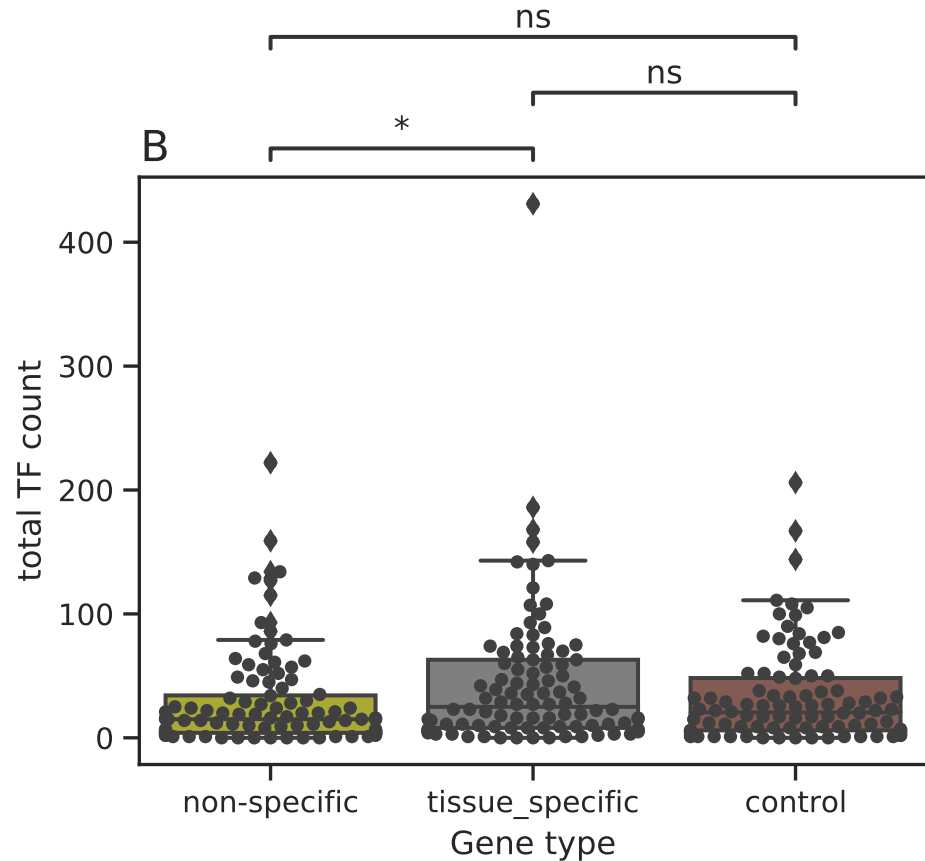 ns
ns
*
B
400
300
200
100
0
total TF count
non-specific
tissue_specific
control
Gene type